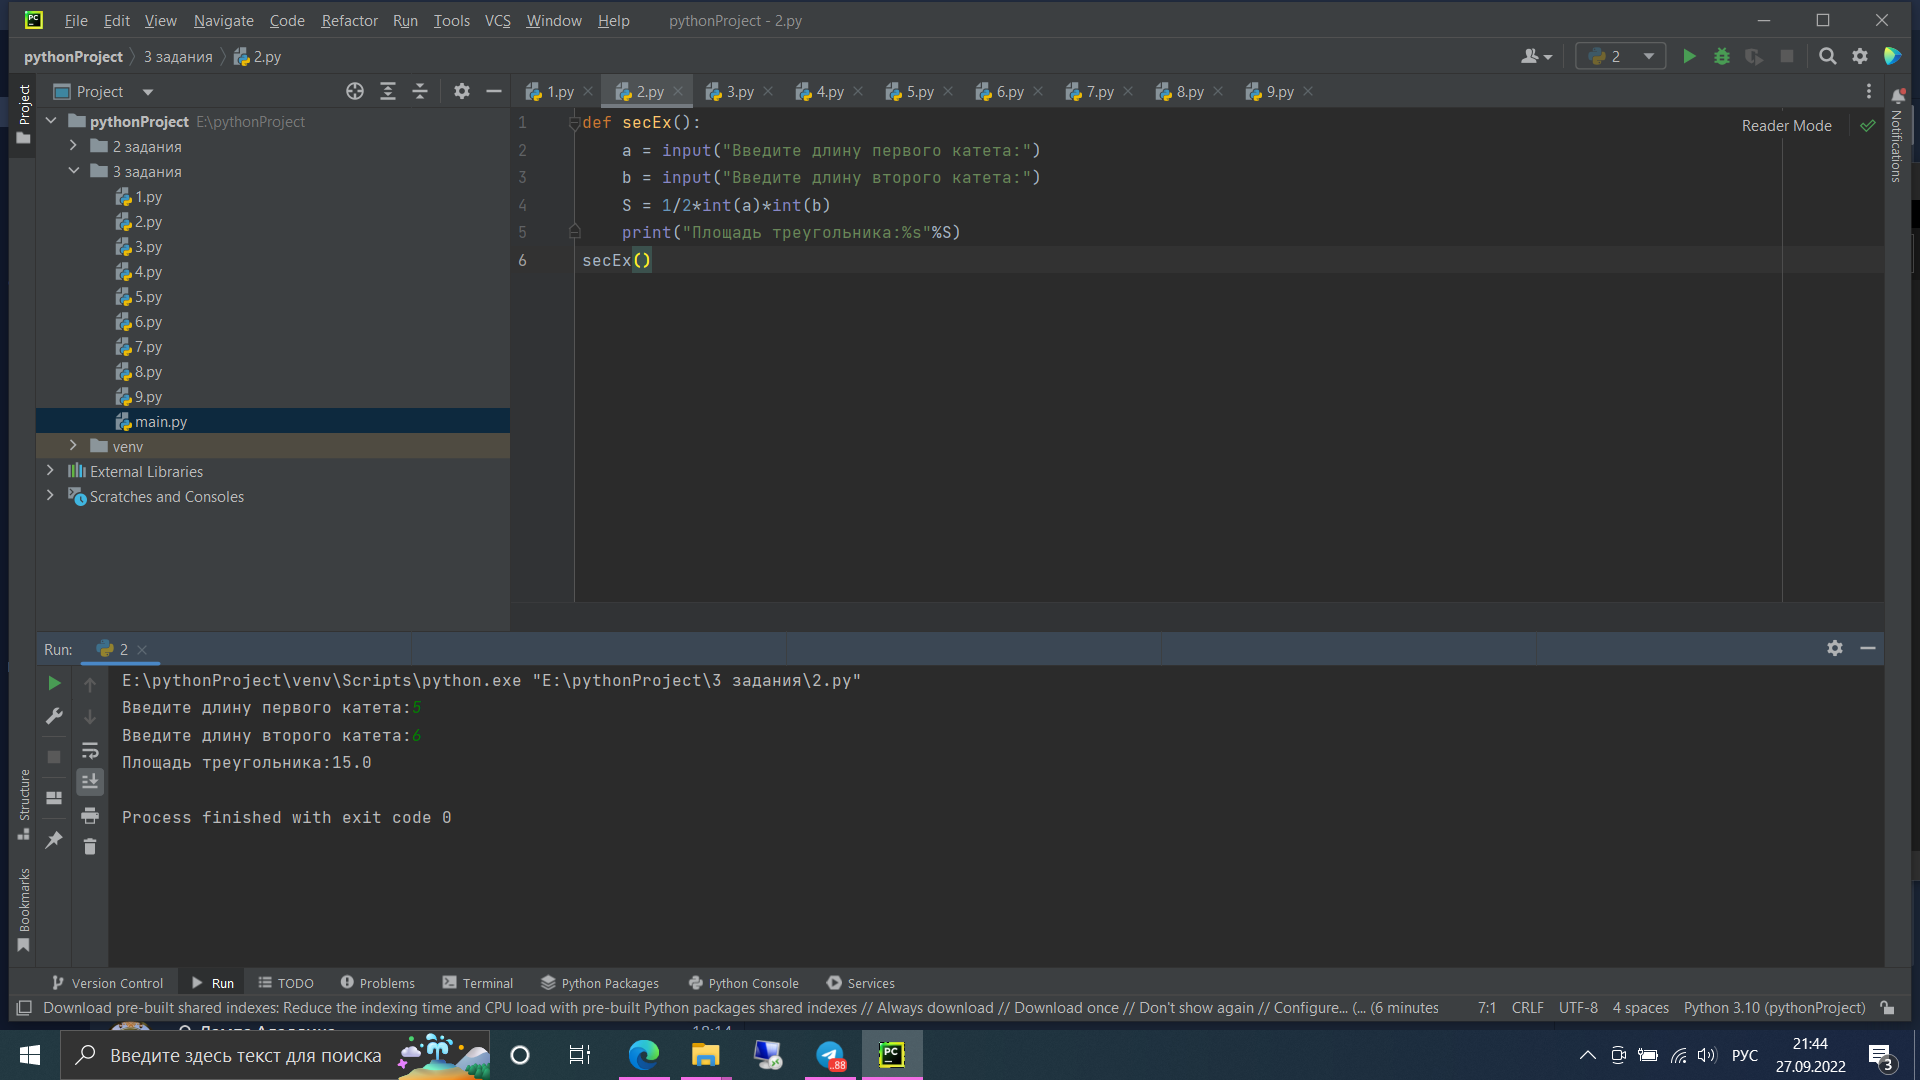 File Edit View Navigate Code Refactor Run Tools VCS Window Help pythonProject - 2.py
pythonProject 3 задания 2.py
2
Project
1.py 2.py 3.py 4.py 5.py 6.py 7.py 8.py 9.py
Project
Notifications
pythonProject E:\pythonProject
2 задания
3 задания
1.py
2.py
3.py
4.py
5.py
6.py
7.py
8.py
9.py
main.py
venv
External Libraries
Scratches and Consoles
Reader Mode
1 def secEx():
2 a = input("Введите длину первого катета:")
3 b = input("Введите длину второго катета:")
4 S = 1/2*int(a)*int(b)
5 print("Площадь треугольника:%s"%S)
6 secEx()
Run: 2
E:\pythonProject\venv\Scripts\python.exe "E:\pythonProject\3 задания\2.py"
Введите длину первого катета:5
Введите длину второго катета:6
Площадь треугольника:15.0
Process finished with exit code 0
Structure
Bookmarks
Version Control Run TODO Problems Terminal Python Packages Python Console Services
Download pre-built shared indexes: Reduce the indexing time and CPU load with pre-built Python packages shared indexes // Always download // Download once // Don't show again // Configure... (... (6 minutes 7:1 CRLF UTF-8 4 spaces Python 3.10 (pythonProject)
Введите здесь текст для поиска
PC
..88
PC
РУС
21:44
27.09.2022
3